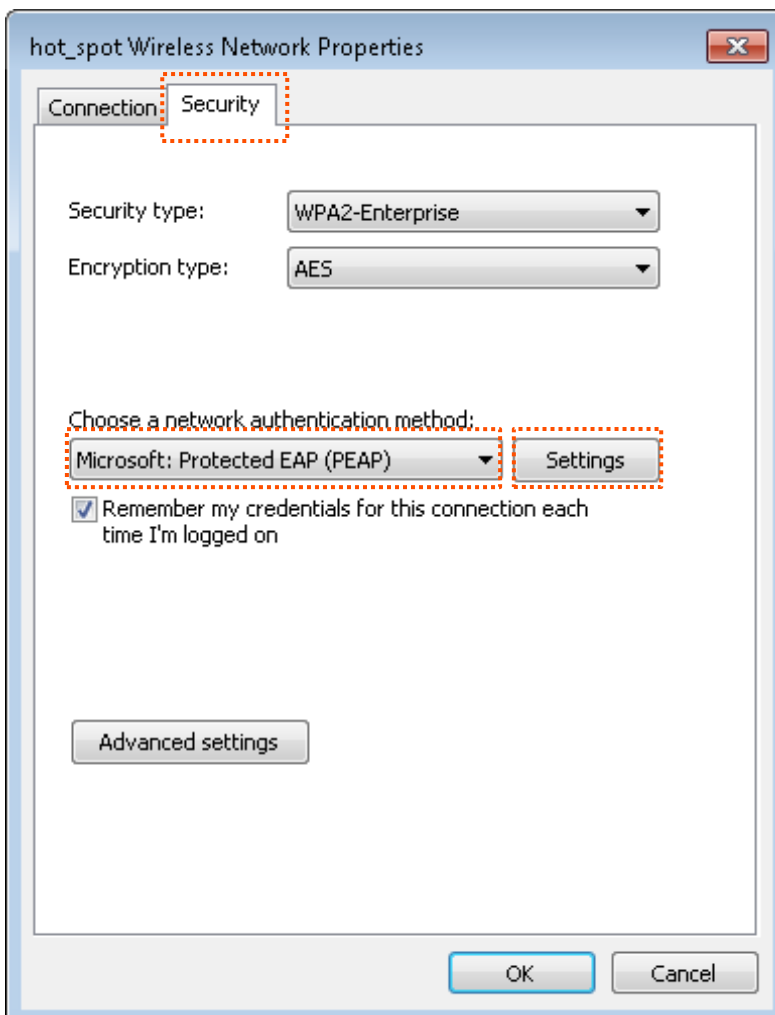 hot_spot Wireless Network Properties
Connection
Security
Security type:
WPA2-Enterprise
Encryption type:
AES
Choose a network authentication method:
Microsoft: Protected EAP (PEAP)
Settings
Remember my credentials for this connection each
time I'm logged on
Advanced settings
OK
Cancel